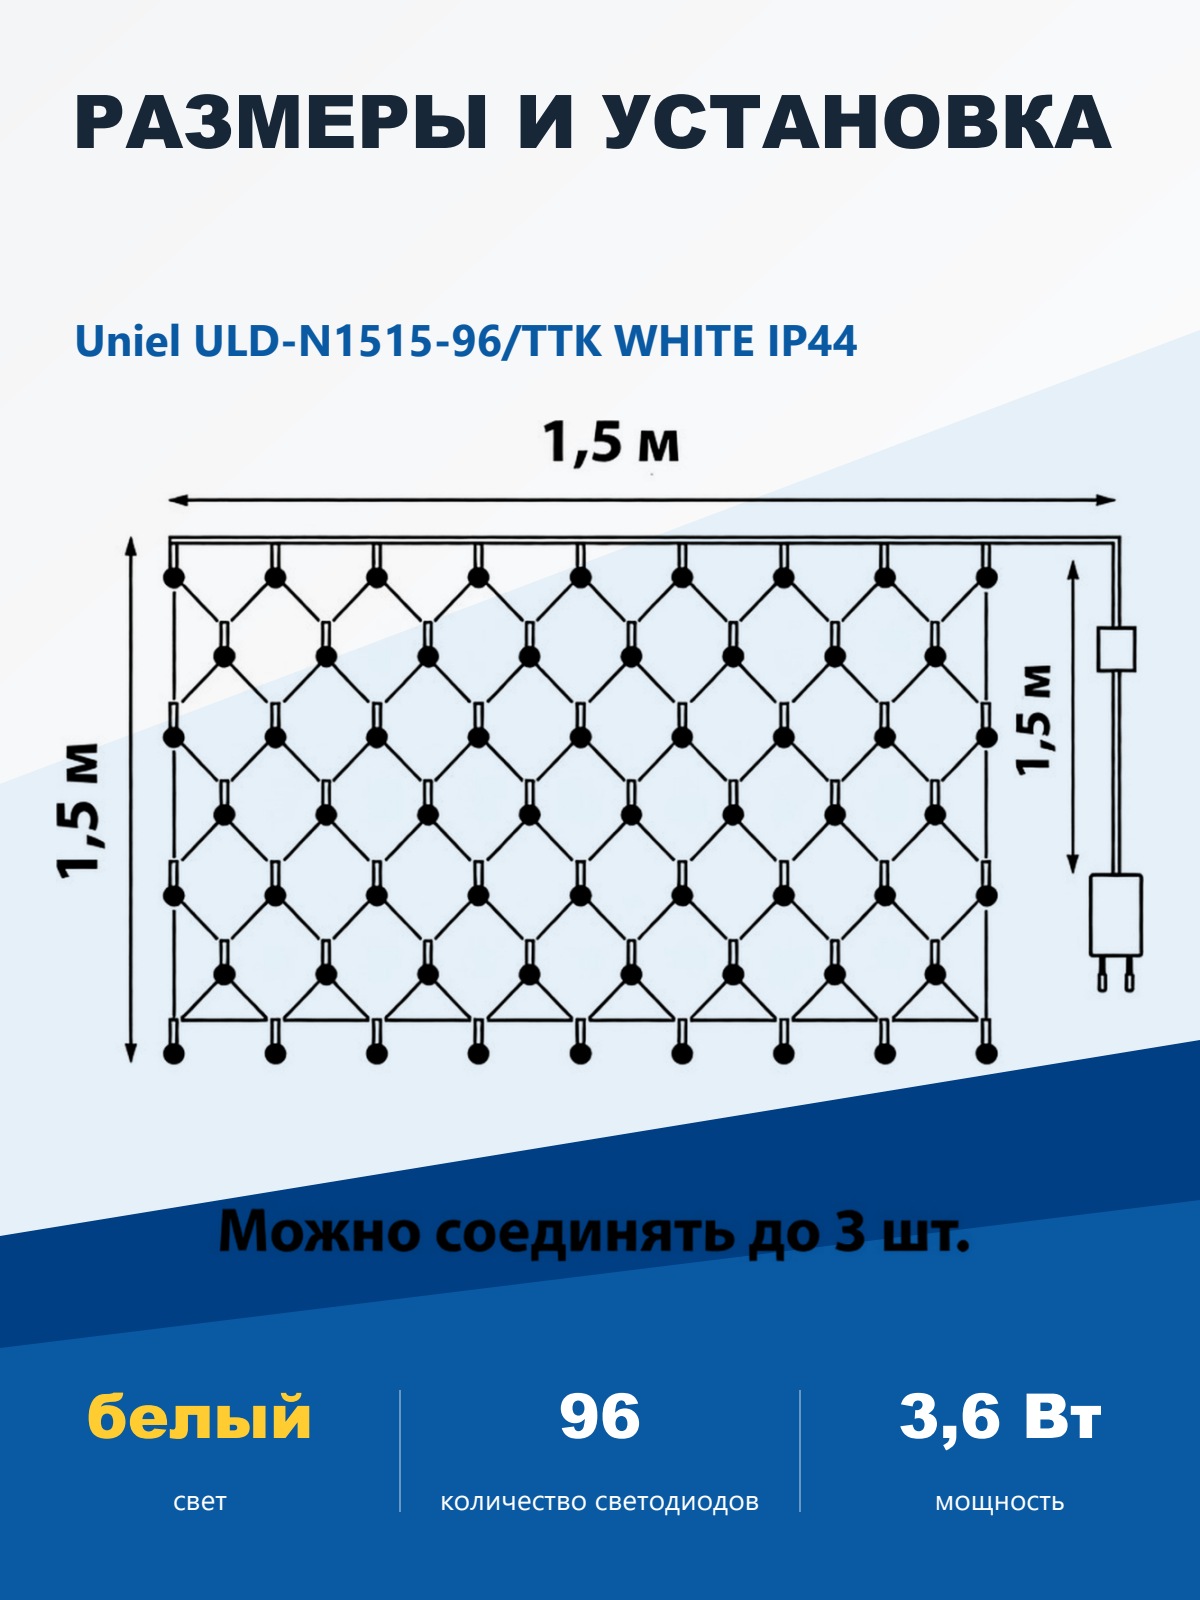 РАЗМЕРЫ И УСТАНОВКА
Uniel ULD-N1515-96/TTK WHITE IP44
1,5 м
1,5 м
1,5 м
Можно соединять до 3 шт.
белый
свет
96
количество светодиодов
3,6 Вт
мощность